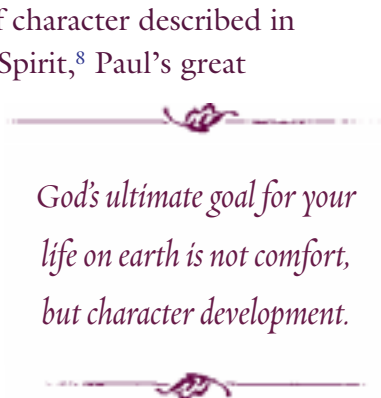 f character described in
Spirit,⁸ Paul's great
God's ultimate goal for your
life on earth is not comfort,
but character development.